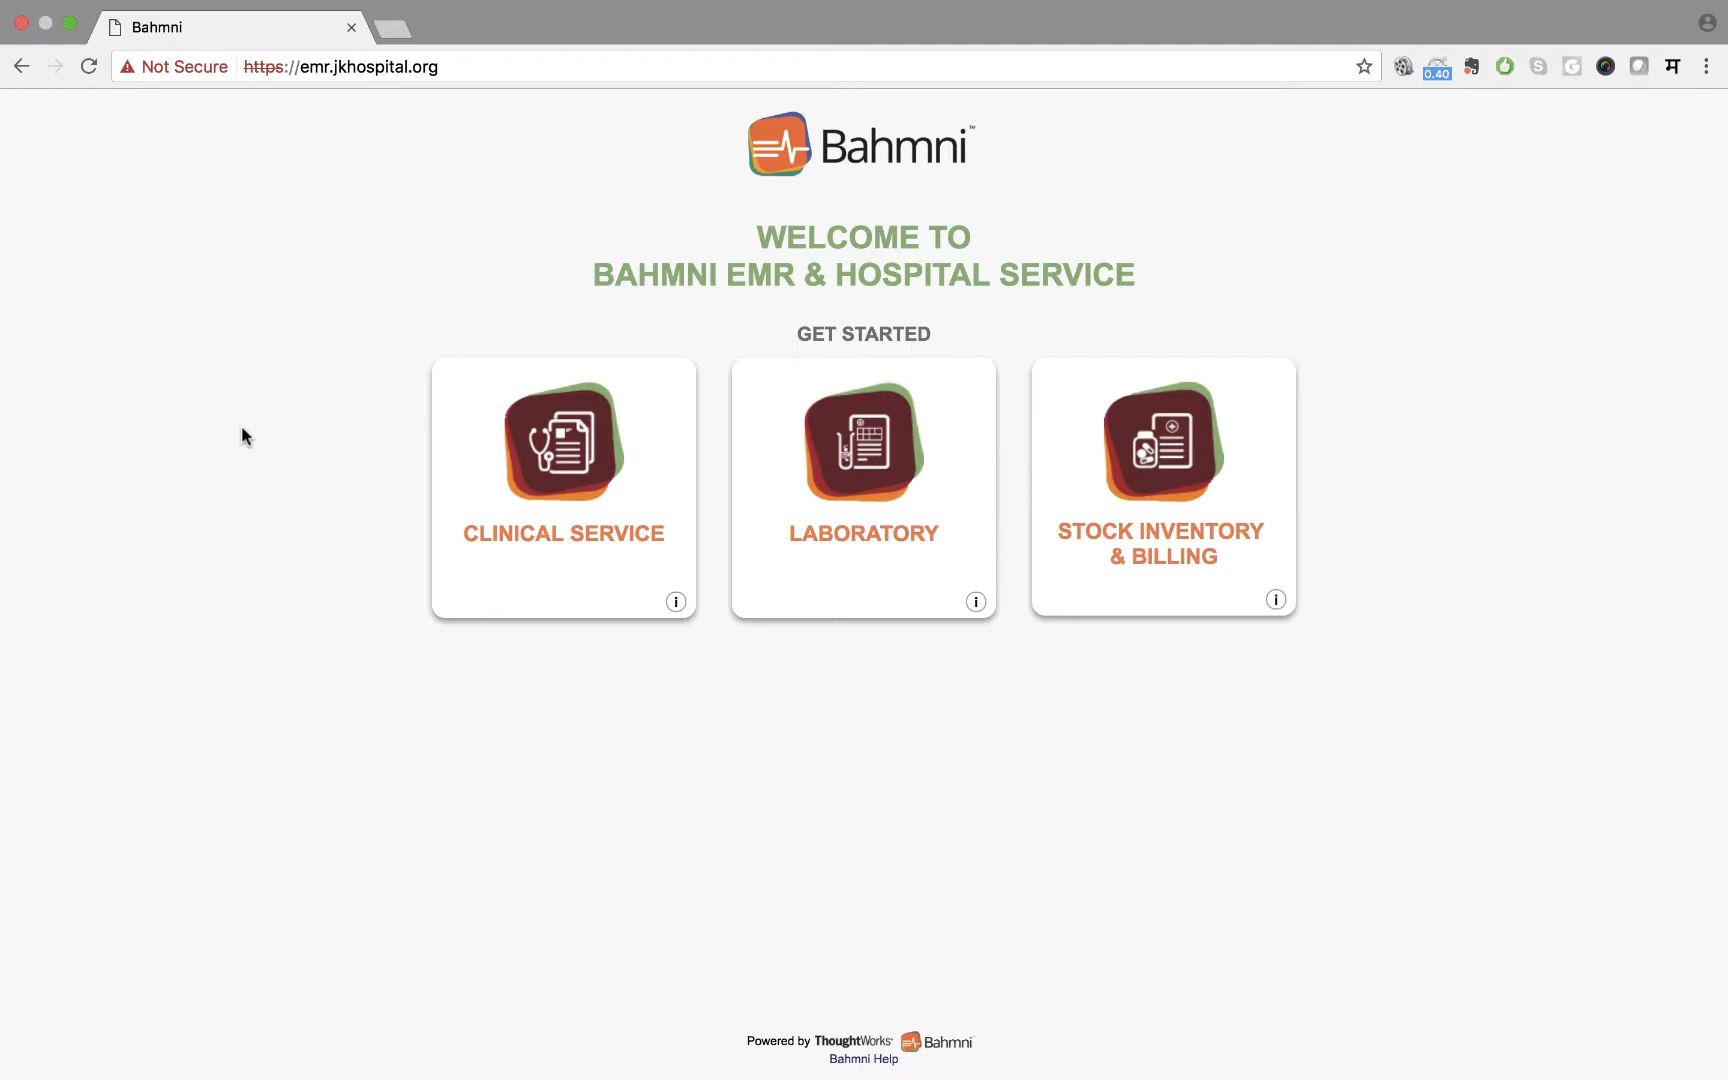 Bahmni
Not Secure https://emr.jkhospital.org
0.40
म
Bahmni™
WELCOME TO
BAHMNI EMR & HOSPITAL SERVICE
GET STARTED
CLINICAL SERVICE
LABORATORY
STOCK INVENTORY
& BILLING
i
i
i
Powered by ThoughtWorks® Bahmni
Bahmni Help